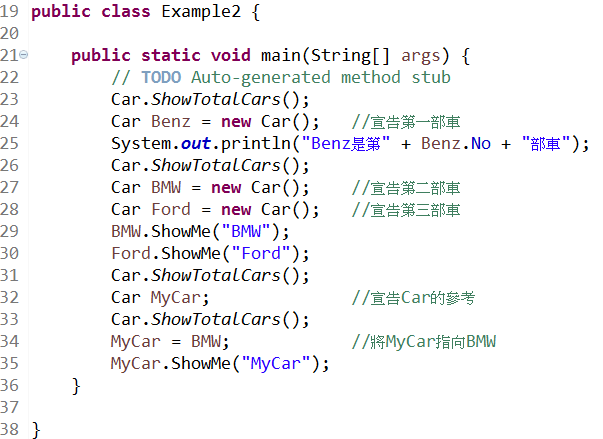 19 public class Example2 {
20
21 public static void main(String[] args) {
22 // TODO Auto-generated method stub
23 Car.ShowTotalCars();
24 Car Benz = new Car(); //宣告第一部車
25 System.out.println("Benz是第" + Benz.No + "部車");
26 Car.ShowTotalCars();
27 Car BMW = new Car(); //宣告第二部車
28 Car Ford = new Car(); //宣告第三部車
29 BMW.ShowMe("BMW");
30 Ford.ShowMe("Ford");
31 Car.ShowTotalCars();
32 Car MyCar; //宣告Car的參考
33 Car.ShowTotalCars();
34 MyCar = BMW; //將MyCar指向BMW
35 MyCar.ShowMe("MyCar");
36 }
37
38 }